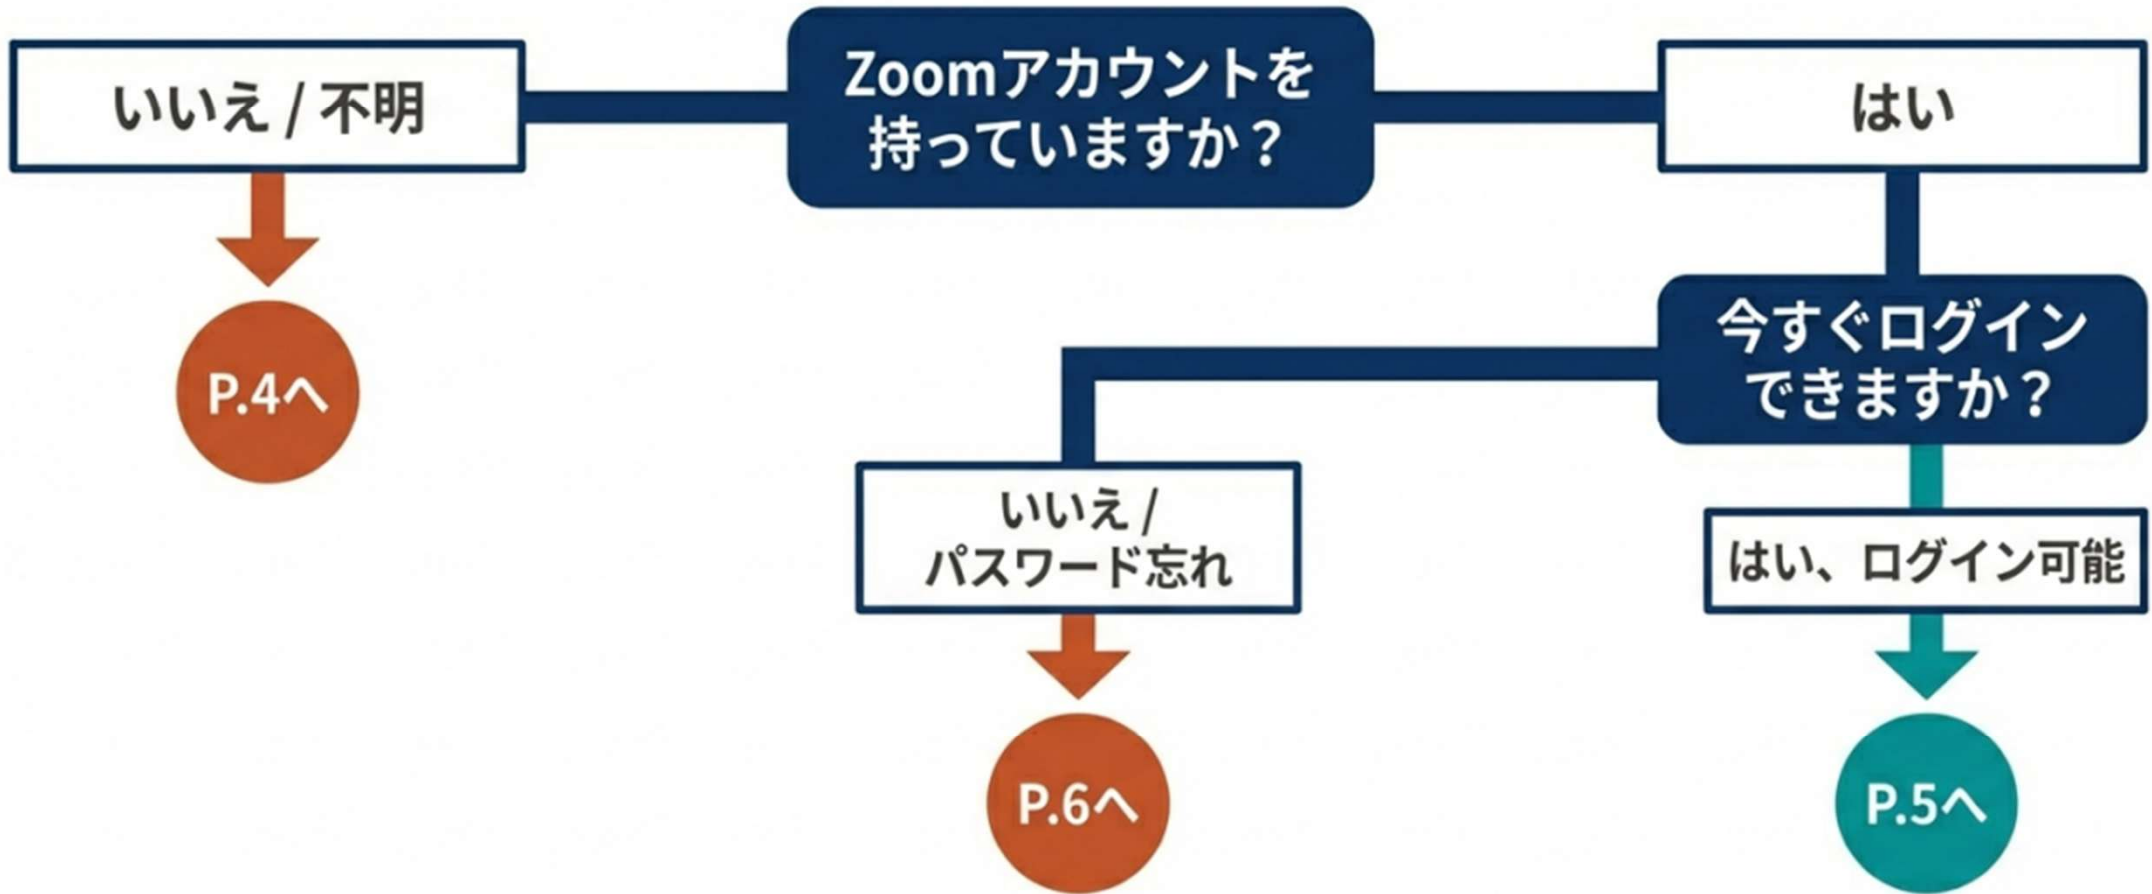 いいえ / 不明
Zoomアカウントを
持っていますか？
はい
P.4へ
今すぐログイン
できますか？
いいえ /
パスワード忘れ
はい、ログイン可能
P.6へ
P.5へ